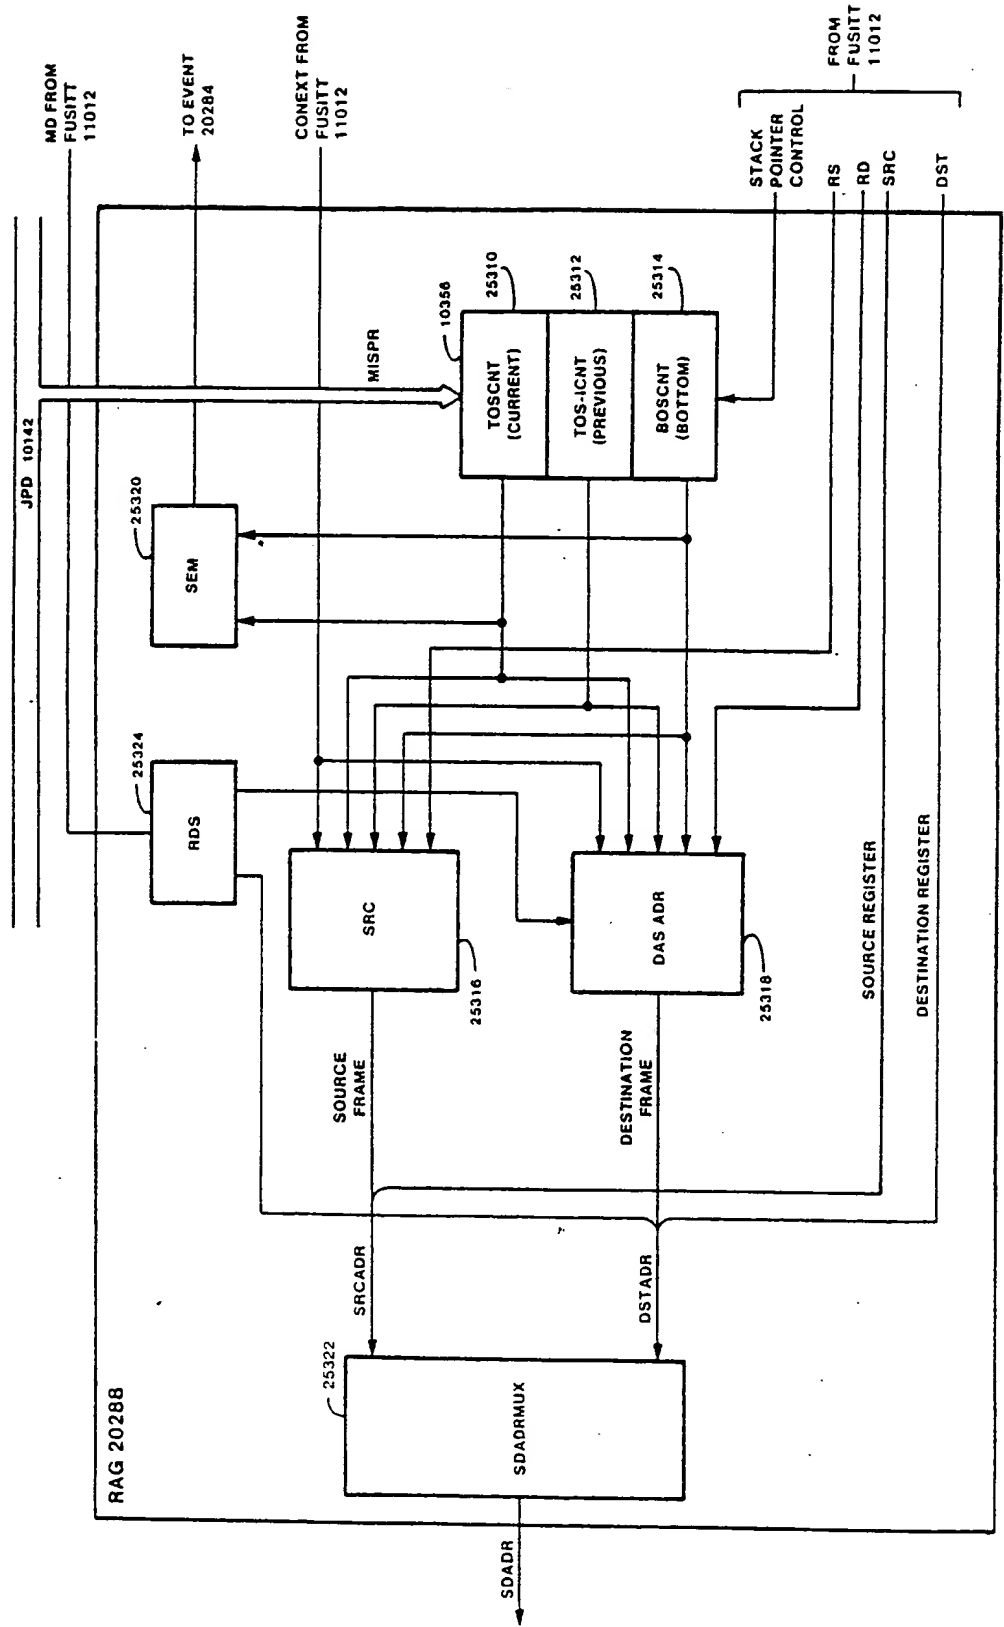 RAG 20288
JPD 10142
MD FROM
FUSITT
11012
TO EVENT
20284
CONEXT FROM
FUSITT
11012
MISPR
25320
SEM
25324
RDS
10356
25310
TOSCNT
(CURRENT)
25312
TOS-ICNT
(PREVIOUS)
25314
BOSCNT
(BOTTOM)
STACK
POINTER
CONTROL
RS
RD
SRC
DST
FROM
FUSITT
11012
SRC
25316
DAS ADR
25318
SOURCE
FRAME
DESTINATION
FRAME
SOURCE REGISTER
DESTINATION REGISTER
SRCADR
DSTADR
25322
SDADRMUX
SDADR